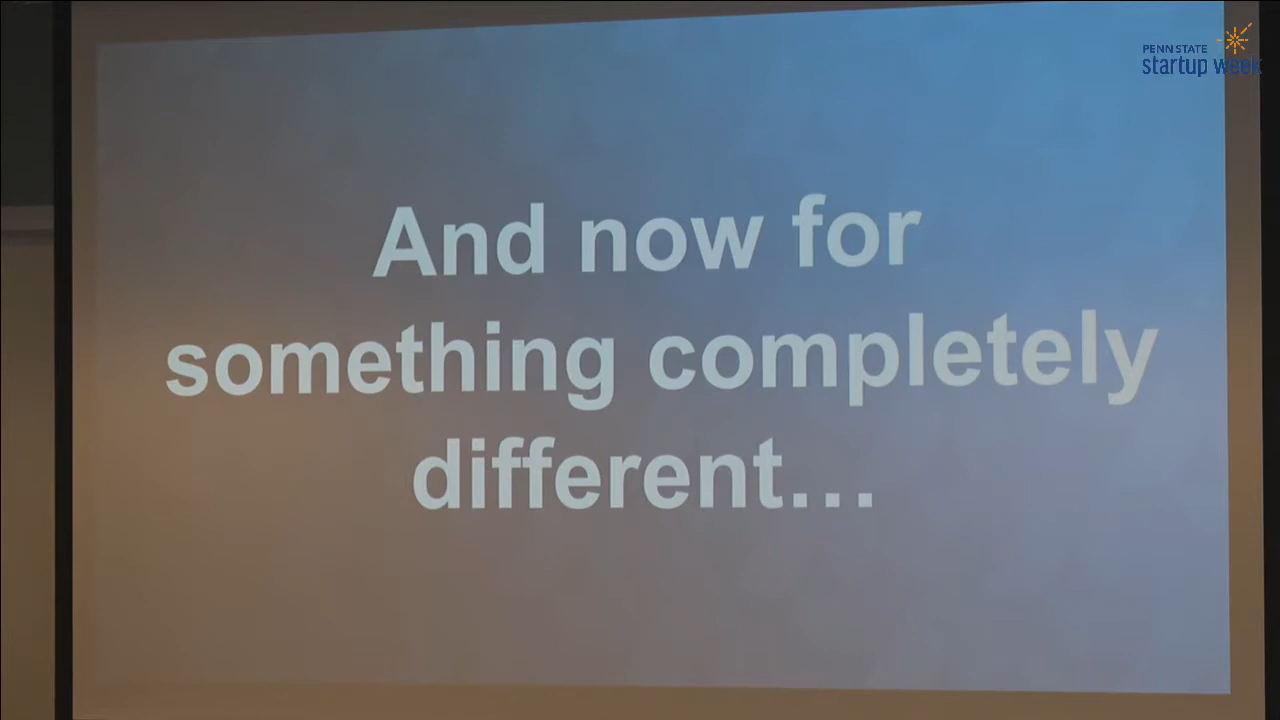 PENN STATE
startup week
And now for
something completely
different...